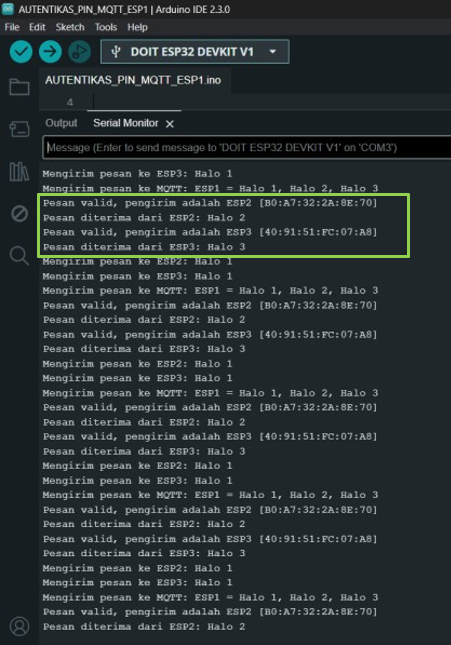 AUTENTIKAS_PIN_MQTT_ESP1 | Arduino IDE 2.3.0
File Edit Sketch Tools Help
DOIT ESP32 DEVKIT V1
AUTENTIKAS_PIN_MQTT_ESP1.ino
4
Output Serial Monitor
Message (Enter to send message to 'DOIT ESP32 DEVKIT V1' on 'COM3')
Mengirim pesan ke ESP3: Halo 1
Mengirim pesan ke MQTT: ESP1 = Halo 1, Halo 2, Halo 3
Pesan valid, pengirim adalah ESP2 [B0:A7:32:2A:8E:70]
Pesan diterima dari ESP2: Halo 2
Pesan valid, pengirim adalah ESP3 [40:91:51:FC:07:A8]
Pesan diterima dari ESP3: Halo 3
Mengirim pesan ke ESP2: Halo 1
Mengirim pesan ke ESP3: Halo 1
Mengirim pesan ke MQTT: ESP1 = Halo 1, Halo 2, Halo 3
Pesan valid, pengirim adalah ESP2 [B0:A7:32:2A:8E:70]
Pesan diterima dari ESP2: Halo 2
Pesan valid, pengirim adalah ESP3 [40:91:51:FC:07:A8]
Pesan diterima dari ESP3: Halo 3
Mengirim pesan ke ESP2: Halo 1
Mengirim pesan ke ESP3: Halo 1
Mengirim pesan ke MQTT: ESP1 = Halo 1, Halo 2, Halo 3
Pesan valid, pengirim adalah ESP2 [B0:A7:32:2A:8E:70]
Pesan diterima dari ESP2: Halo 2
Pesan valid, pengirim adalah ESP3 [40:91:51:FC:07:A8]
Pesan diterima dari ESP3: Halo 3
Mengirim pesan ke ESP2: Halo 1
Mengirim pesan ke ESP3: Halo 1
Mengirim pesan ke MQTT: ESP1 = Halo 1, Halo 2, Halo 3
Pesan valid, pengirim adalah ESP2 [B0:A7:32:2A:8E:70]
Pesan diterima dari ESP2: Halo 2
Pesan valid, pengirim adalah ESP3 [40:91:51:FC:07:A8]
Pesan diterima dari ESP3: Halo 3
Mengirim pesan ke ESP2: Halo 1
Mengirim pesan ke ESP3: Halo 1
Mengirim pesan ke MQTT: ESP1 = Halo 1, Halo 2, Halo 3
Pesan valid, pengirim adalah ESP2 [B0:A7:32:2A:8E:70]
Pesan diterima dari ESP2: Halo 2